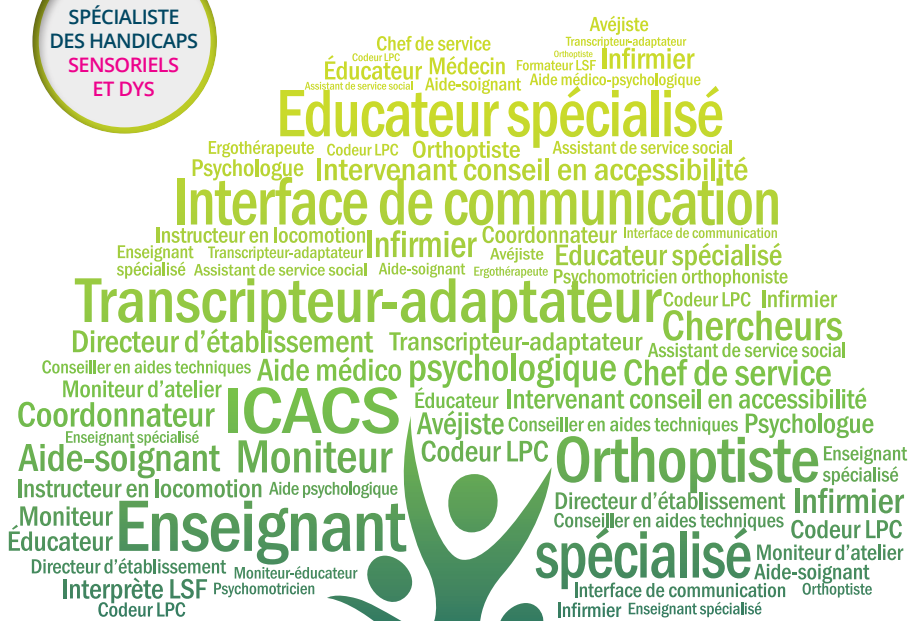 SPÉCIALISTE
DES HANDICAPS
SENSORIELS
ET DYS
Avéjiste
Chef de service Transcripteur-adaptateur
Codeur LPC Orthoptiste Infirmier
Éducateur Médecin Formateur LSF
Assistant de service social Aide-soignant Aide médico-psychologique
Educateur spécialisé
Ergothérapeute Codeur LPC Orthoptiste Assistant de service social
Psychologue Intervenant conseil en accessibilité
Interface de communication
Instructeur en locomotion Infirmier Coordonnateur Interface de communication
Enseignant Transcripteur-adaptateur Avéjiste Educateur spécialisé
spécialisé Assistant de service social Aide-soignant Ergothérapeute Psychomotricien orthophoniste
Transcripteur-adaptateur Codeur LPC Infirmier
Chercheurs
Directeur d'établissement Transcripteur-adaptateur Assistant de service social
Conseiller en aides techniques Aide médico psychologique Chef de service
Moniteur d'atelier ICACS Éducateur Intervenant conseil en accessibilité
Coordonnateur Avéjiste Conseiller en aides techniques Psychologue
Enseignant spécialisé
Aide-soignant Moniteur Codeur LPC Orthoptiste Enseignant
spécialisé
Instructeur en locomotion Aide psychologique Directeur d'établissement Infirmier
Moniteur Enseignant Conseiller en aides techniques Codeur LPC
Éducateur spécialisé Moniteur d'atelier
Directeur d'établissement Moniteur-éducateur Aide-soignant
Interprète LSF Psychomotricien Interface de communication Orthoptiste
Codeur LPC Infirmier Enseignant spécialisé